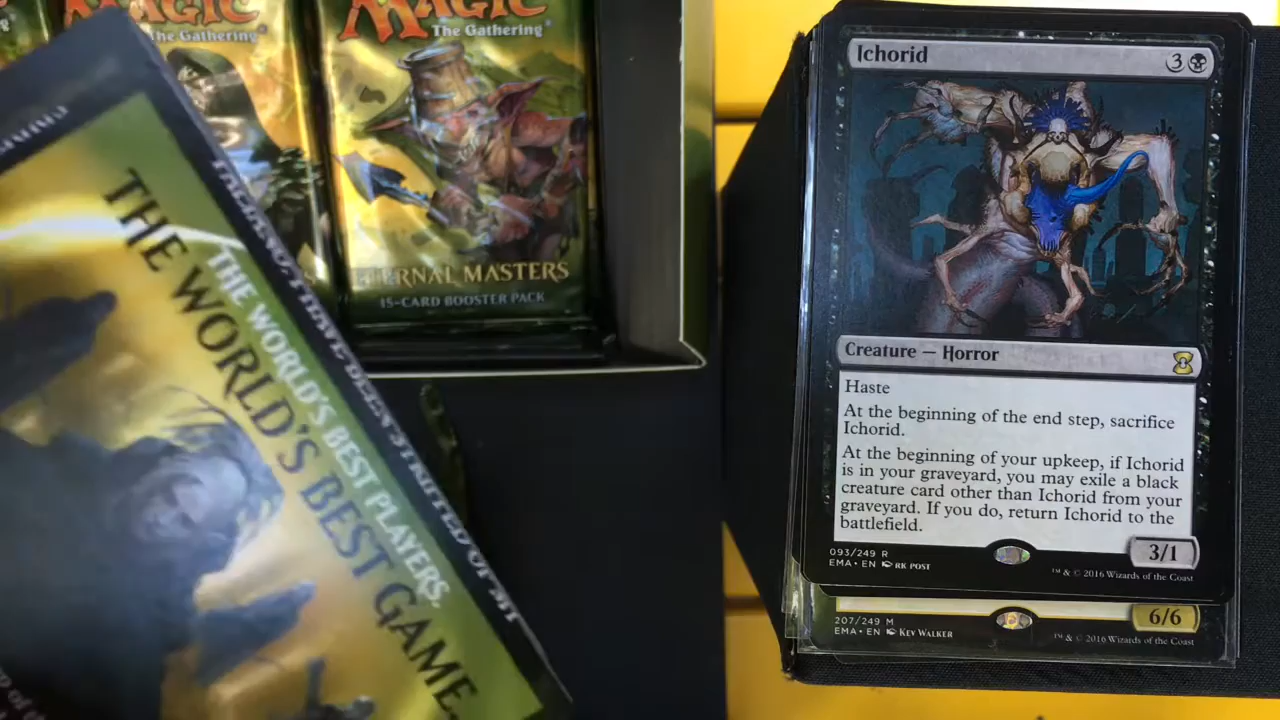 MAGIC
The Gathering®
MAGIC
The Gathering®
ETERNAL MASTERS
15-CARD BOOSTER PACK
THE WORLD'S BEST PLAYERS.
THE WORLD'S BEST GAME.
Ichorid
3
Creature — Horror
Haste
At the beginning of the end step, sacrifice
Ichorid.
At the beginning of your upkeep, if Ichorid
is in your graveyard, you may exile a black
creature card other than Ichorid from your
graveyard. If you do, return Ichorid to the
battlefield.
093/249 R
EMA • EN RK POST
3/1
™ & © 2016 Wizards of the Coast
207/249 M
EMA • EN KEV WALKER
6/6
™ & © 2016 Wizards of the Coast